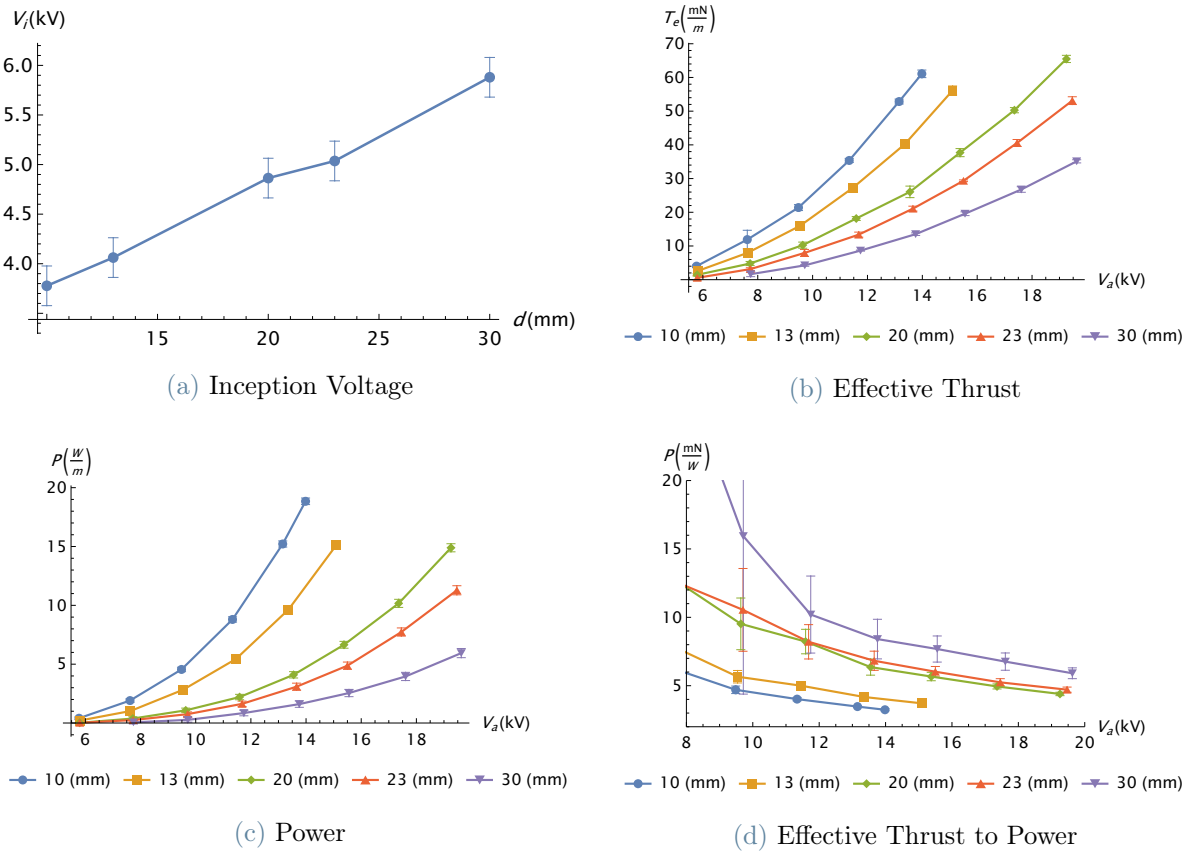 V_i(kV)
6.0
5.5
5.0
4.5
4.0
15 20 25 30
d(mm)
(a) Inception Voltage
T_e(mN/m)
70
60
50
40
30
20
10
6 8 10 12 14 16 18
V_a(kV)
10 (mm) 13 (mm) 20 (mm) 23 (mm) 30 (mm)
(b) Effective Thrust
P(W/m)
20
15
10
5
6 8 10 12 14 16 18
V_a(kV)
10 (mm) 13 (mm) 20 (mm) 23 (mm) 30 (mm)
(c) Power
P(mN/W)
20
15
10
5
8 10 12 14 16 18 20
V_a(kV)
10 (mm) 13 (mm) 20 (mm) 23 (mm) 30 (mm)
(d) Effective Thrust to Power